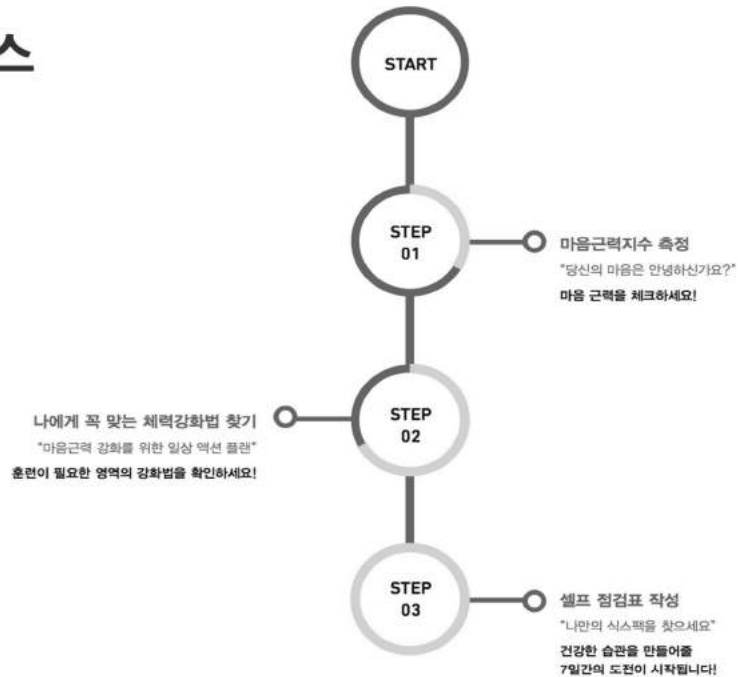 스
START
STEP
01
마음근력지수 측정
"당신의 마음은 안녕하신가요?"
마음 근력을 체크하세요!
STEP
02
나에게 꼭 맞는 체력강화법 찾기
"마음근력 강화를 위한 일상 액션 플랜"
훈련이 필요한 영역의 강화법을 확인하세요!
STEP
03
셀프 점검표 작성
"나만의 식스팩을 찾으세요"
건강한 습관을 만들어줄
7일간의 도전이 시작됩니다!